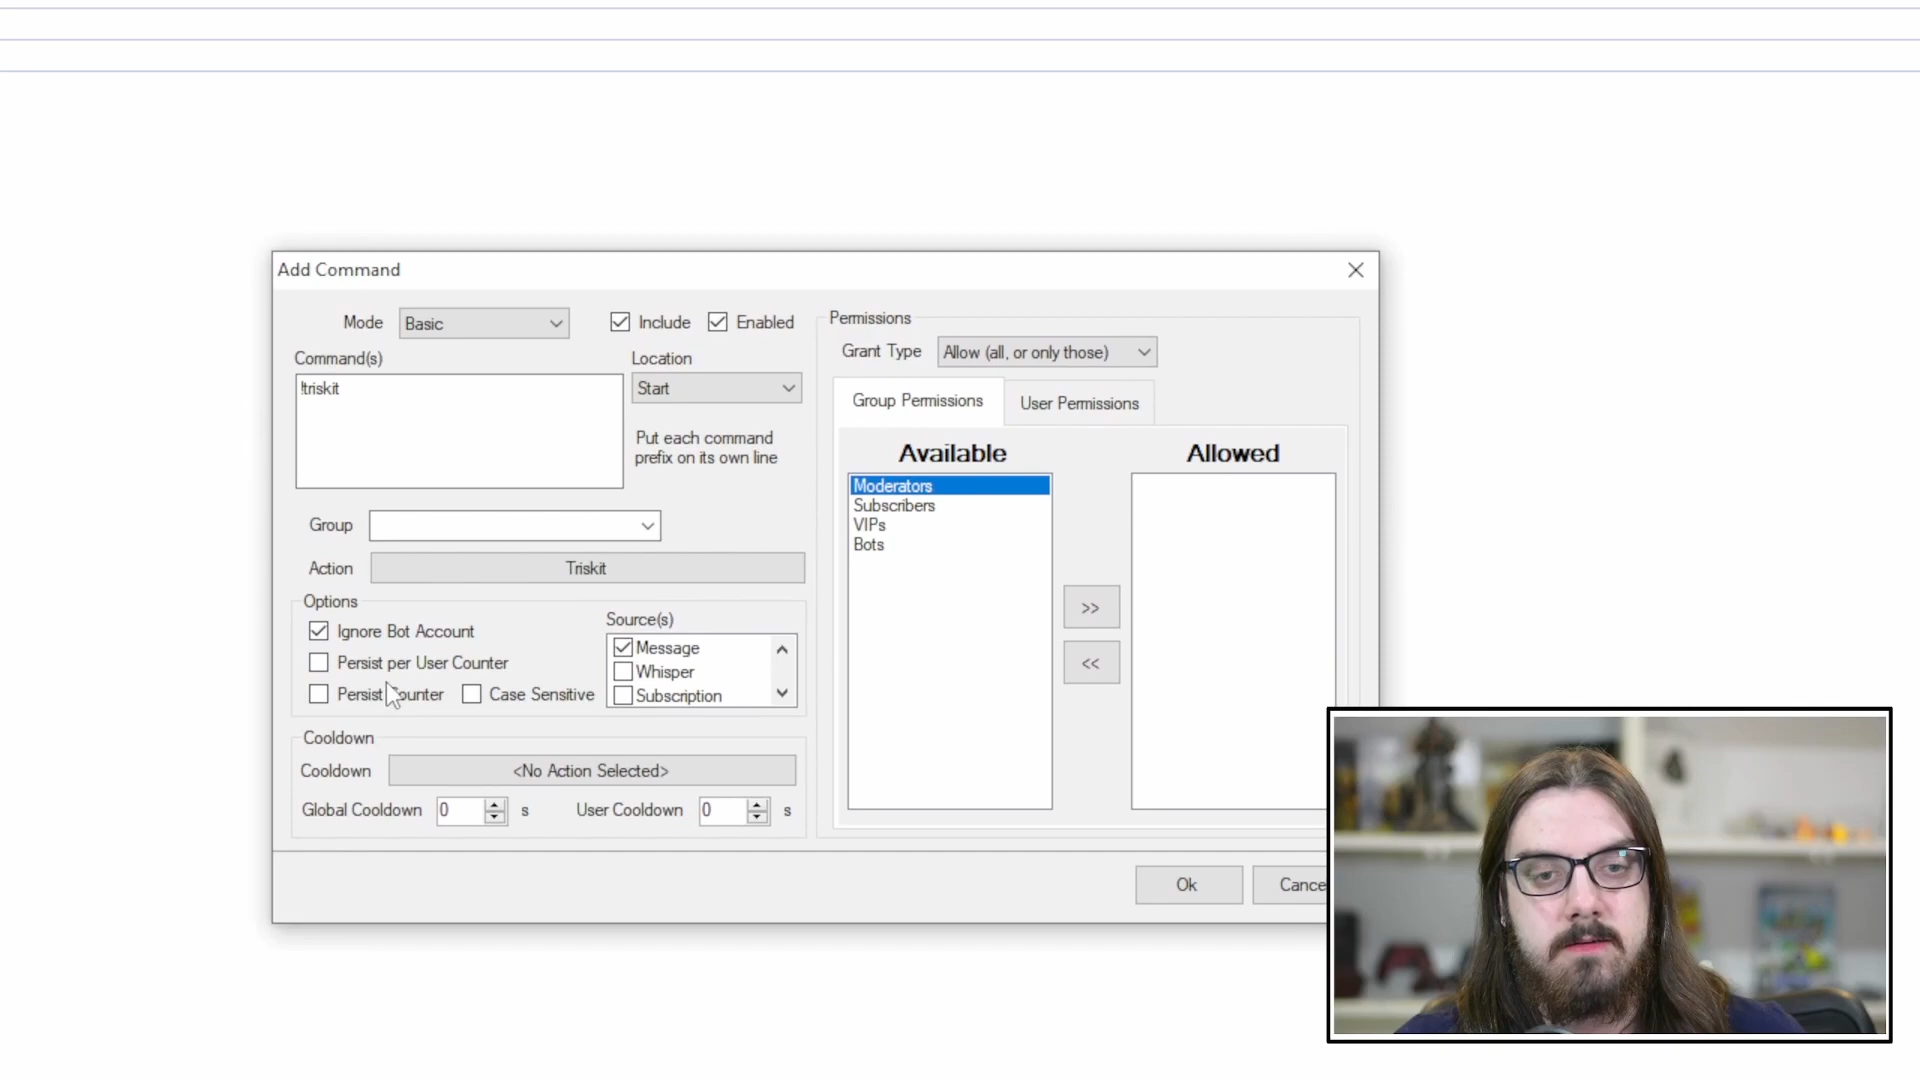 Add Command
Mode Basic Include Enabled
Command(s) Location
!triskit Start
Put each command
prefix on its own line
Group
Action Triskit
Options
Ignore Bot Account
Persist per User Counter
Persist Counter Case Sensitive
Source(s)
Message
Whisper
Subscription
Cooldown
Cooldown <No Action Selected>
Global Cooldown 0 s User Cooldown 0 s
Permissions
Grant Type Allow (all, or only those)
Group Permissions User Permissions
Available Allowed
Moderators
Subscribers
VIPs
Bots
>>
<<
Ok Cance